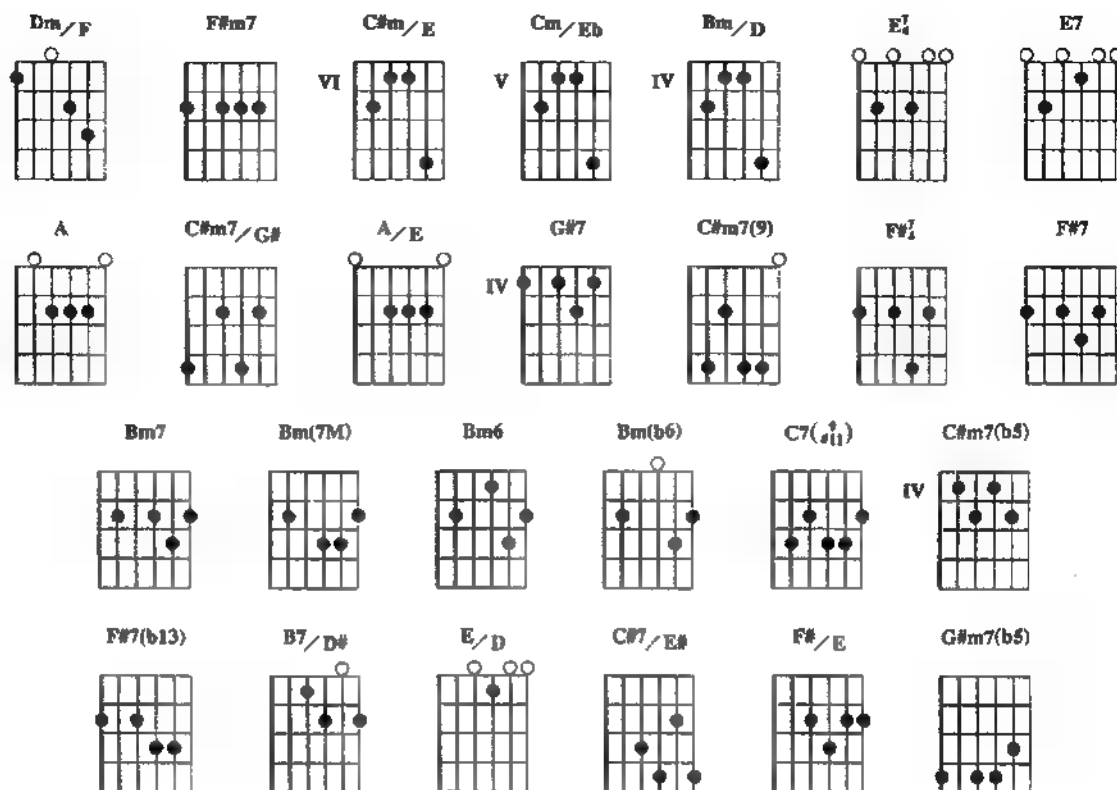 Dm/F F#m7 C#m/E Cm/Eb Bm/D E7/4 E7
VI V IV
A C#m7/G# A/E G#7 C#m7(9) F#7/4 F#7
IV
Bm7 Bm(7M) Bm6 Bm(b6) C7(9/#11) C#m7(b5)
IV
F#7(b13) B7/D# E/D C#7/E# F#/E G#m7(b5)